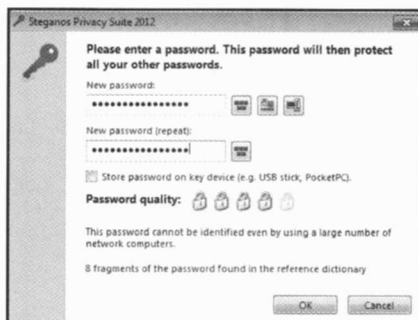 Steganos Privacy Suite 2012
Please enter a password. This password will then protect
all your other passwords.
New password:
••••••••••••••••
New password (repeat):
••••••••••••••••
Store password on key device (e.g. USB stick, PocketPC).
Password quality:
This password cannot be identified even by using a large number of
network computers.
8 fragments of the password found in the reference dictionary
OK Cancel